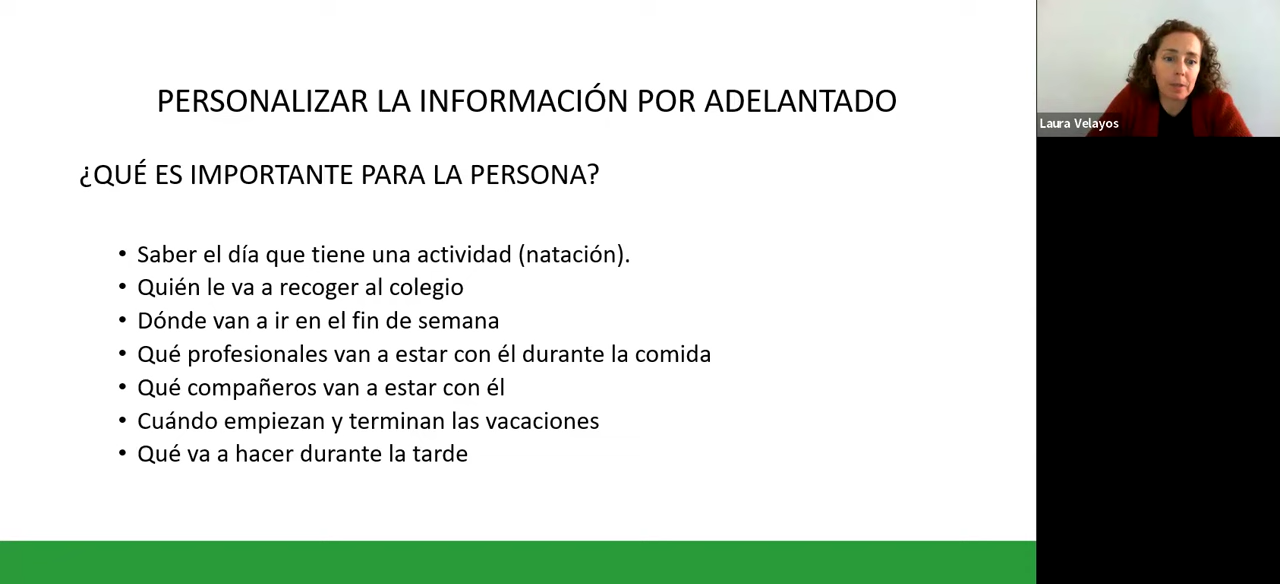 PERSONALIZAR LA INFORMACIÓN POR ADELANTADO
¿QUÉ ES IMPORTANTE PARA LA PERSONA?
• Saber el día que tiene una actividad (natación).
• Quién le va a recoger al colegio
• Dónde van a ir en el fin de semana
• Qué profesionales van a estar con él durante la comida
• Qué compañeros van a estar con él
• Cuándo empiezan y terminan las vacaciones
• Qué va a hacer durante la tarde
Laura Velayos